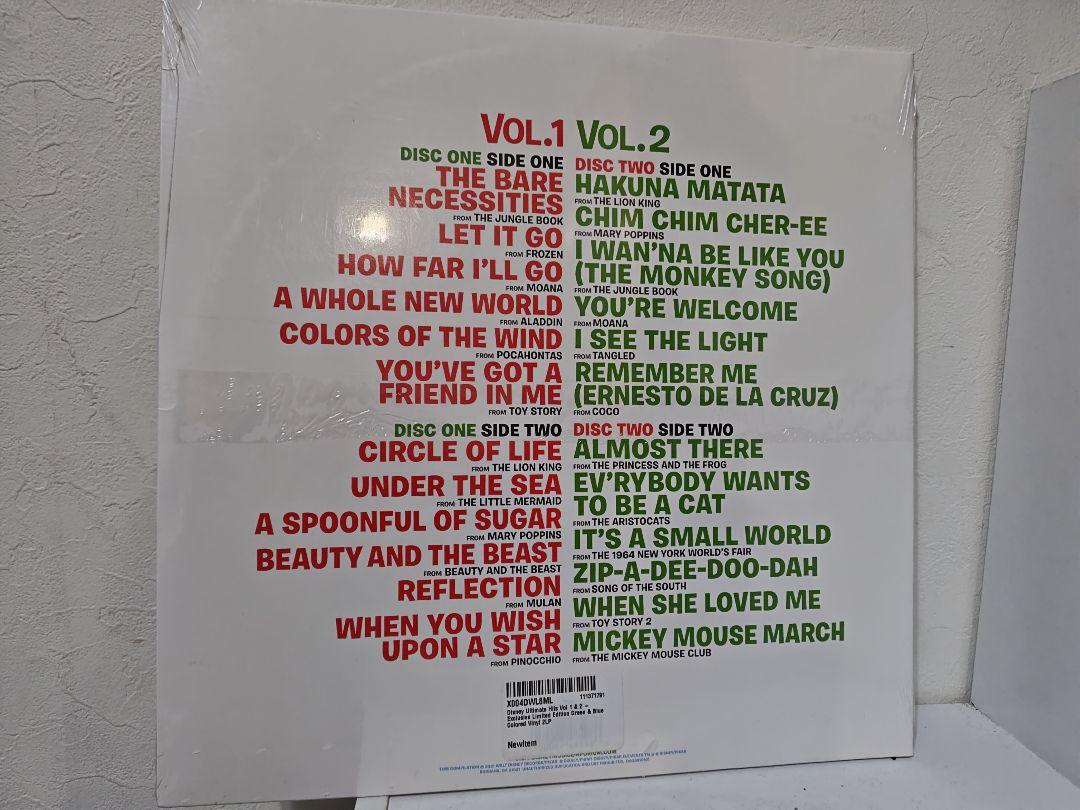 VOL.1
DISC ONE SIDE ONE
THE BARE
NECESSITIES
FROM THE JUNGLE BOOK
LET IT GO
FROM FROZEN
HOW FAR I'LL GO
FROM MOANA
A WHOLE NEW WORLD
FROM ALADDIN
COLORS OF THE WIND
FROM POCAHONTAS
YOU'VE GOT A
FRIEND IN ME
FROM TOY STORY
DISC ONE SIDE TWO
CIRCLE OF LIFE
FROM THE LION KING
UNDER THE SEA
FROM THE LITTLE MERMAID
A SPOONFUL OF SUGAR
FROM MARY POPPINS
BEAUTY AND THE BEAST
FROM BEAUTY AND THE BEAST
REFLECTION
FROM MULAN
WHEN YOU WISH
UPON A STAR
FROM PINOCCHIO
VOL.2
DISC TWO SIDE ONE
HAKUNA MATATA
FROM THE LION KING
CHIM CHIM CHER-EE
FROM MARY POPPINS
I WAN'NA BE LIKE YOU
(THE MONKEY SONG)
FROM THE JUNGLE BOOK
YOU'RE WELCOME
FROM MOANA
I SEE THE LIGHT
FROM TANGLED
REMEMBER ME
(ERNESTO DE LA CRUZ)
FROM COCO
DISC TWO SIDE TWO
ALMOST THERE
FROM THE PRINCESS AND THE FROG
EV'RYBODY WANTS
TO BE A CAT
FROM THE ARISTOCATS
IT'S A SMALL WORLD
FROM THE 1964 NEW YORK WORLD'S FAIR
ZIP-A-DEE-DOO-DAH
FROM SONG OF THE SOUTH
WHEN SHE LOVED ME
FROM TOY STORY 2
MICKEY MOUSE MARCH
FROM THE MICKEY MOUSE CLUB
X004DWL8ML 111371791
Disney Ultimate Hits Vol 1 & 2 –
Exclusive Limited Edition Green & Blue
Colored Vinyl 2LP
NewItem